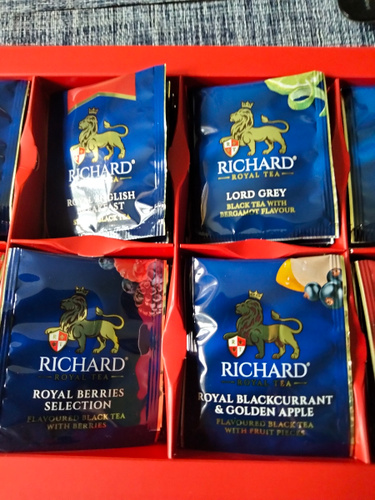 RICHARD®
ROYAL TEA
ENGLISH
TEA
RICHARD®
ROYAL TEA
LORD GREY
BLACK TEA WITH
BERGAMOT FLAVOUR
RICHARD®
ROYAL TEA
ROYAL BERRIES
SELECTION
FLAVOURED BLACK TEA
WITH BERRIES
RICHARD®
ROYAL TEA
ROYAL BLACKCURRANT
& GOLDEN APPLE
FLAVOURED BLACK TEA
WITH FRUIT PIECES